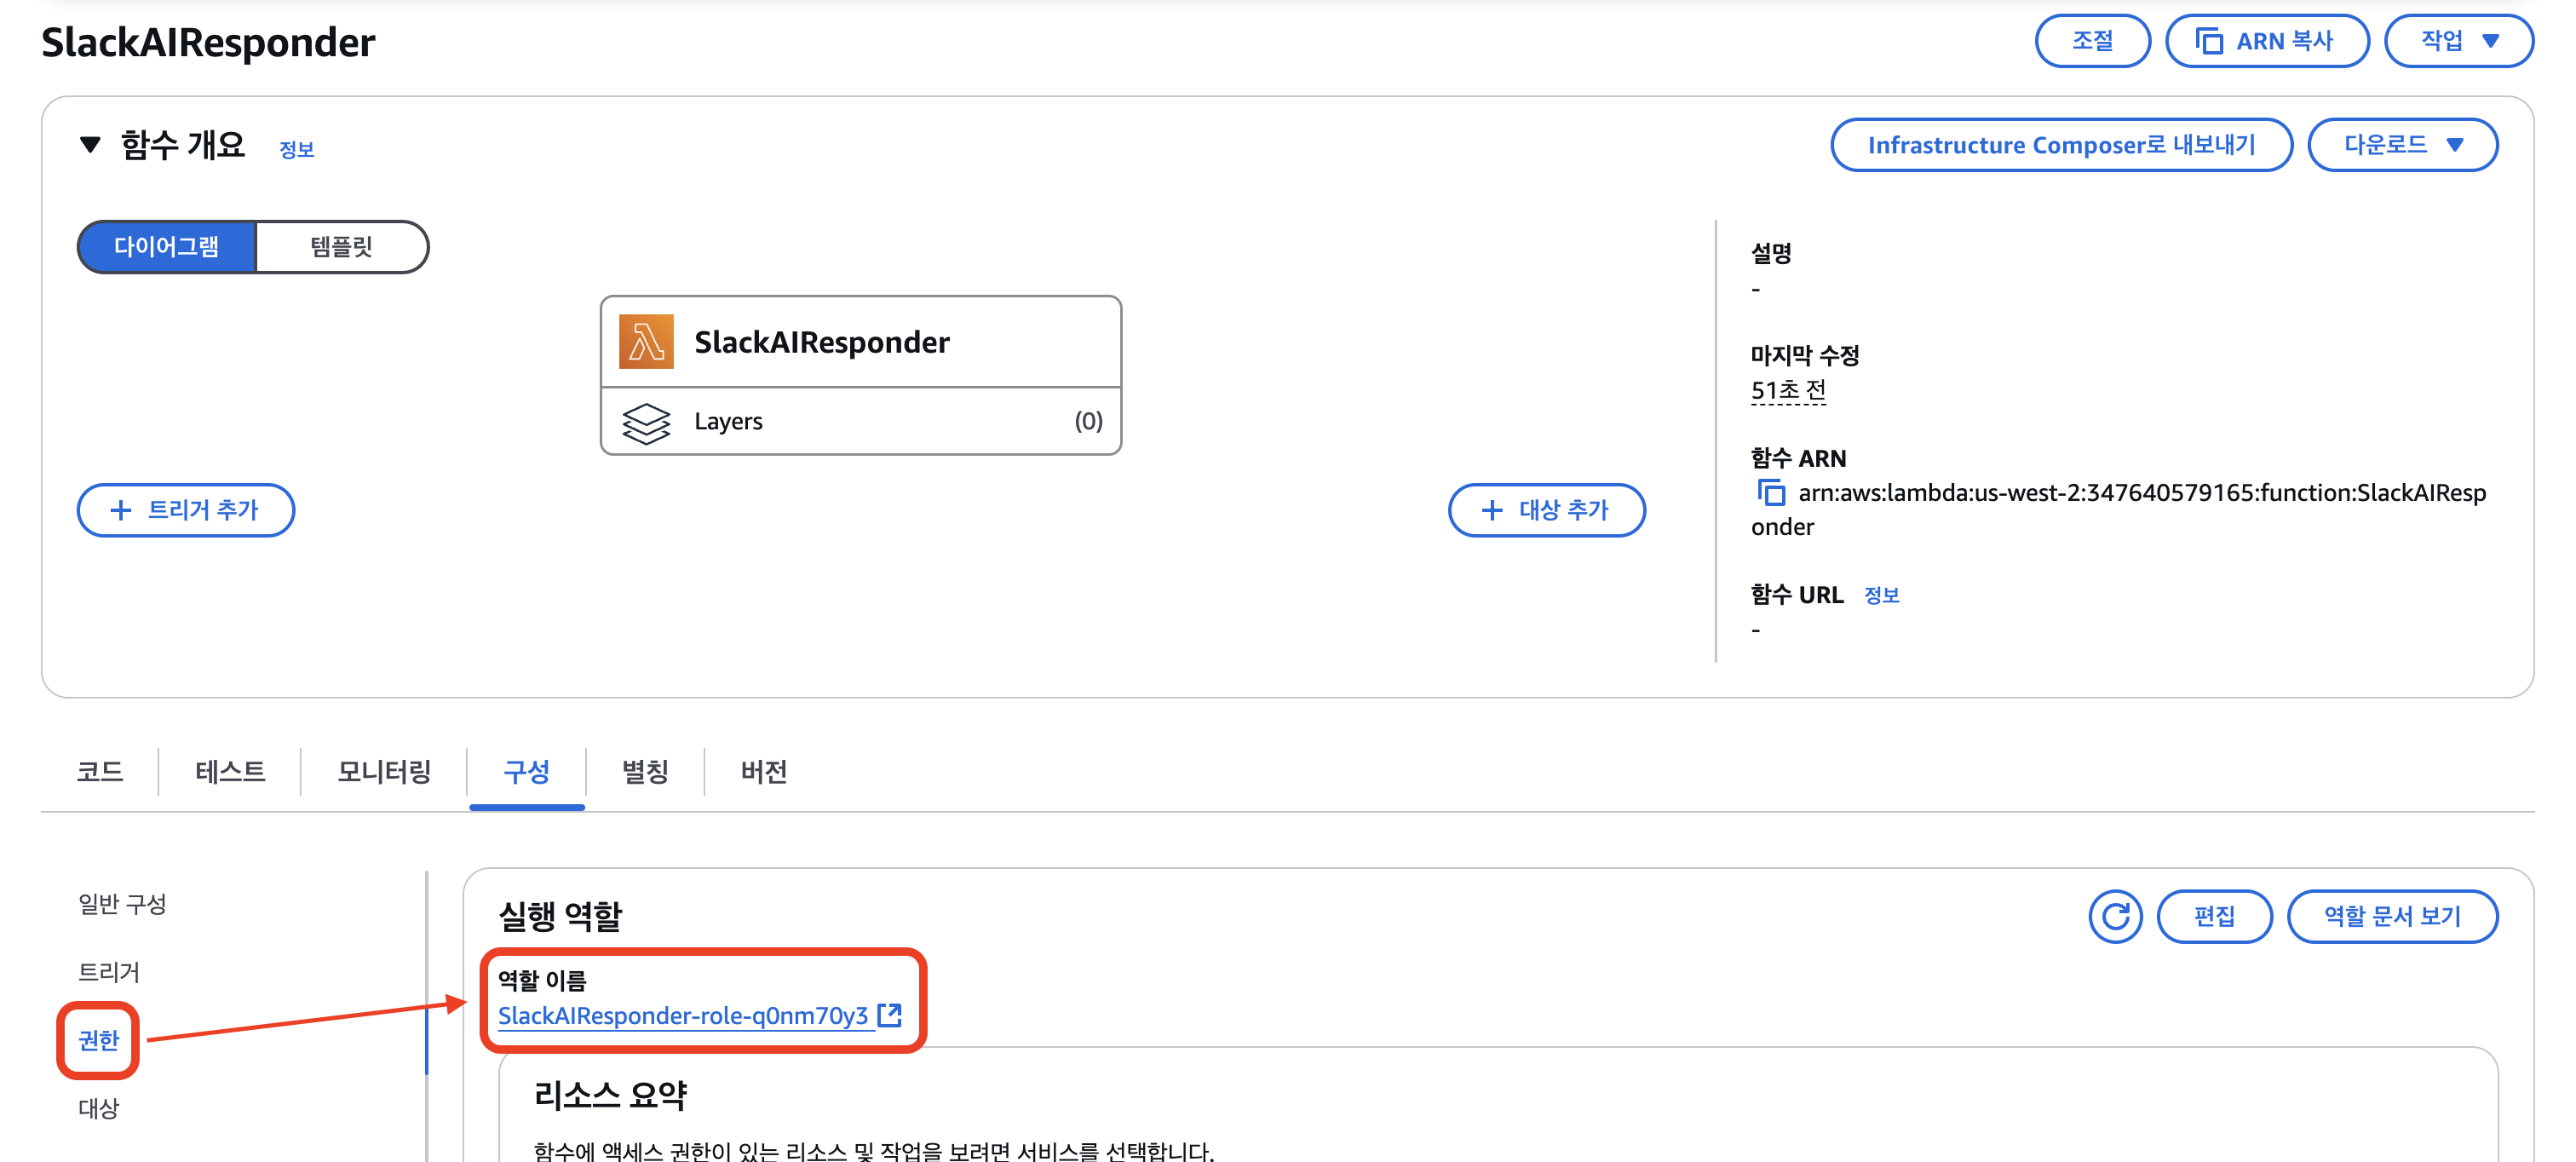 SlackAIResponder
조절
ARN 복사
작업
함수 개요
정보
Infrastructure Composer로 내보내기
다운로드
다이어그램
템플릿
SlackAIResponder
Layers
(0)
트리거 추가
대상 추가
설명
-
마지막 수정
51초 전
함수 ARN
arn:aws:lambda:us-west-2:347640579165:function:SlackAIResp
onder
함수 URL 정보
-
코드
테스트
모니터링
구성
별칭
버전
일반 구성
트리거
권한
대상
실행 역할
편집
역할 문서 보기
역할 이름
SlackAIResponder-role-q0nm70y3
리소스 요약
함수에 액세스 권한이 있는 리소스 및 작업을 보려면 서비스를 선택합니다.